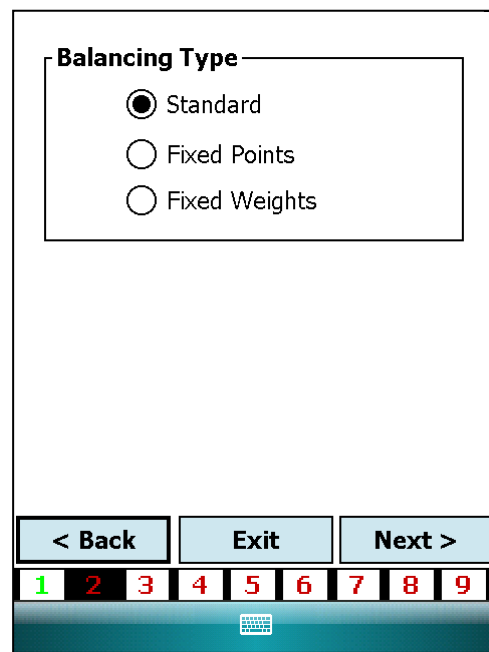 Balancing Type
Standard
Fixed Points
Fixed Weights
< Back Exit Next >
1 2 3 4 5 6 7 8 9